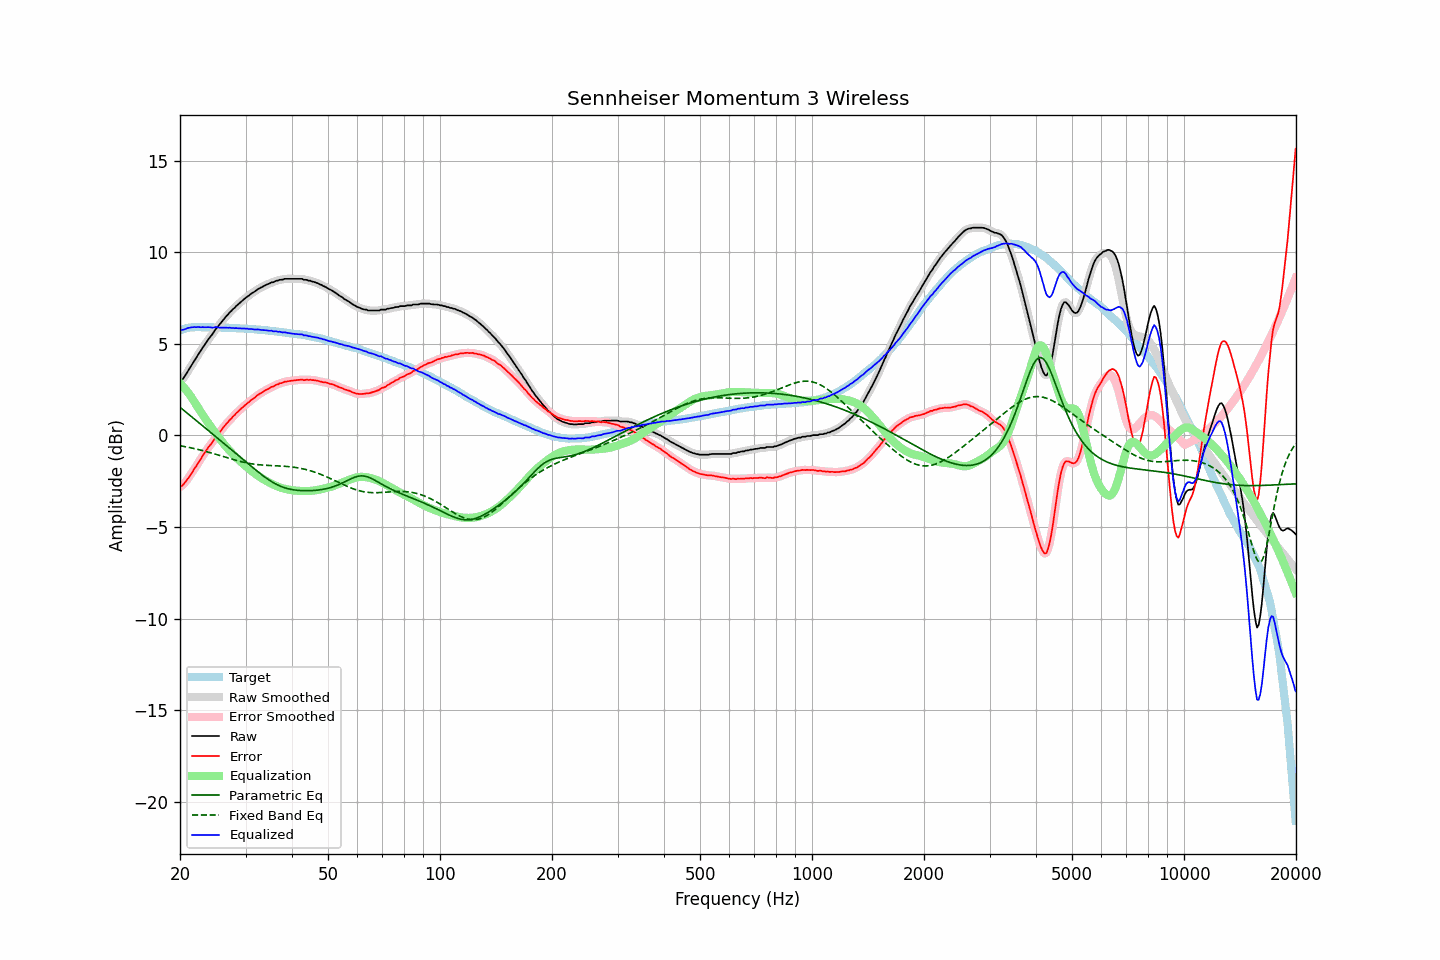 Sennheiser Momentum 3 Wireless
Amplitude (dBr)
15
10
5
0
−5
−10
−15
−20
Target
Raw Smoothed
Error Smoothed
Raw
Error
Equalization
Parametric Eq
Fixed Band Eq
Equalized
20 50 100 200 500 1000 2000 5000 10000 20000
Frequency (Hz)